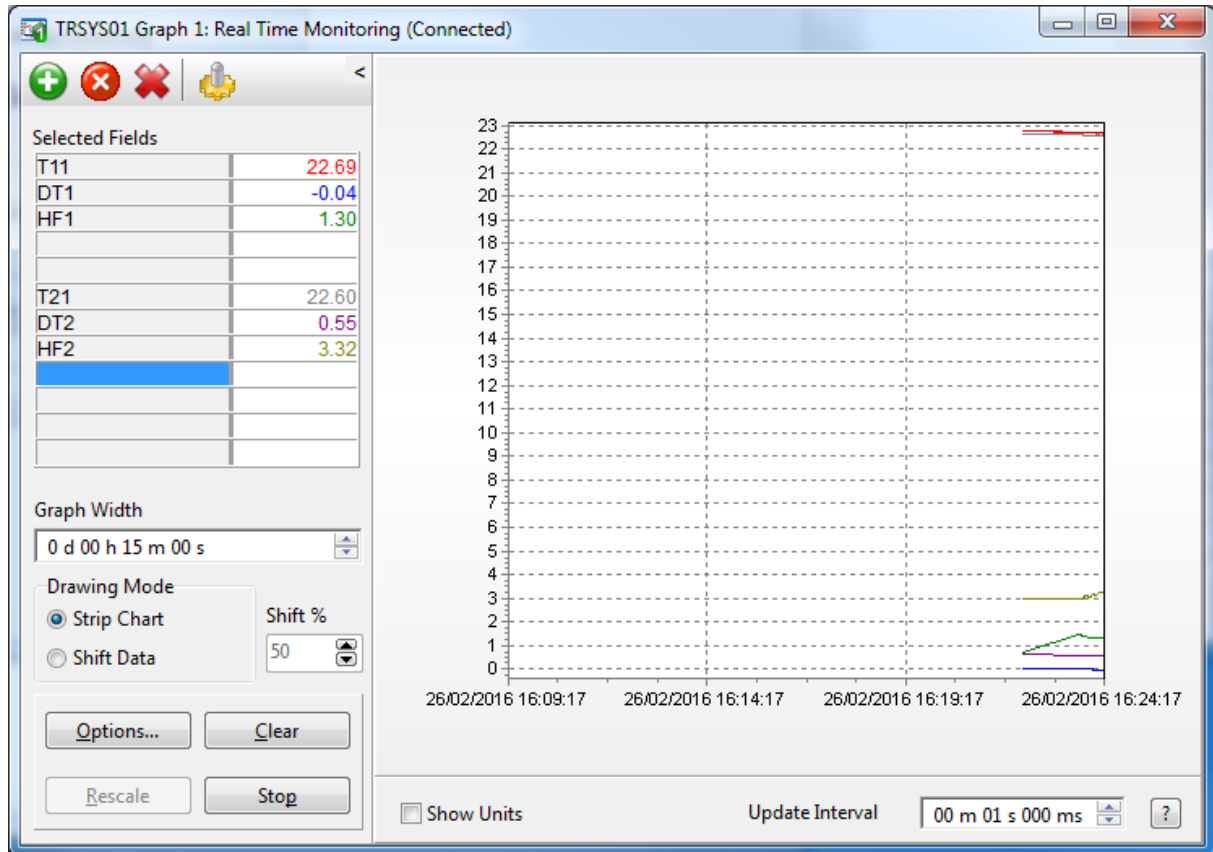 TRSYS01 Graph 1: Real Time Monitoring (Connected)
<
Selected Fields
T11 22.69
DT1 -0.04
HF1 1.30
T21 22.60
DT2 0.55
HF2 3.32
Graph Width
0 d 00 h 15 m 00 s
Drawing Mode
Strip Chart
Shift Data
Shift %
50
Options...
Clear
Rescale
Stop
23
22
21
20
19
18
17
16
15
14
13
12
11
10
9
8
7
6
5
4
3
2
1
0
26/02/2016 16:09:17 26/02/2016 16:14:17 26/02/2016 16:19:17 26/02/2016 16:24:17
Show Units
Update Interval
00 m 01 s 000 ms
?